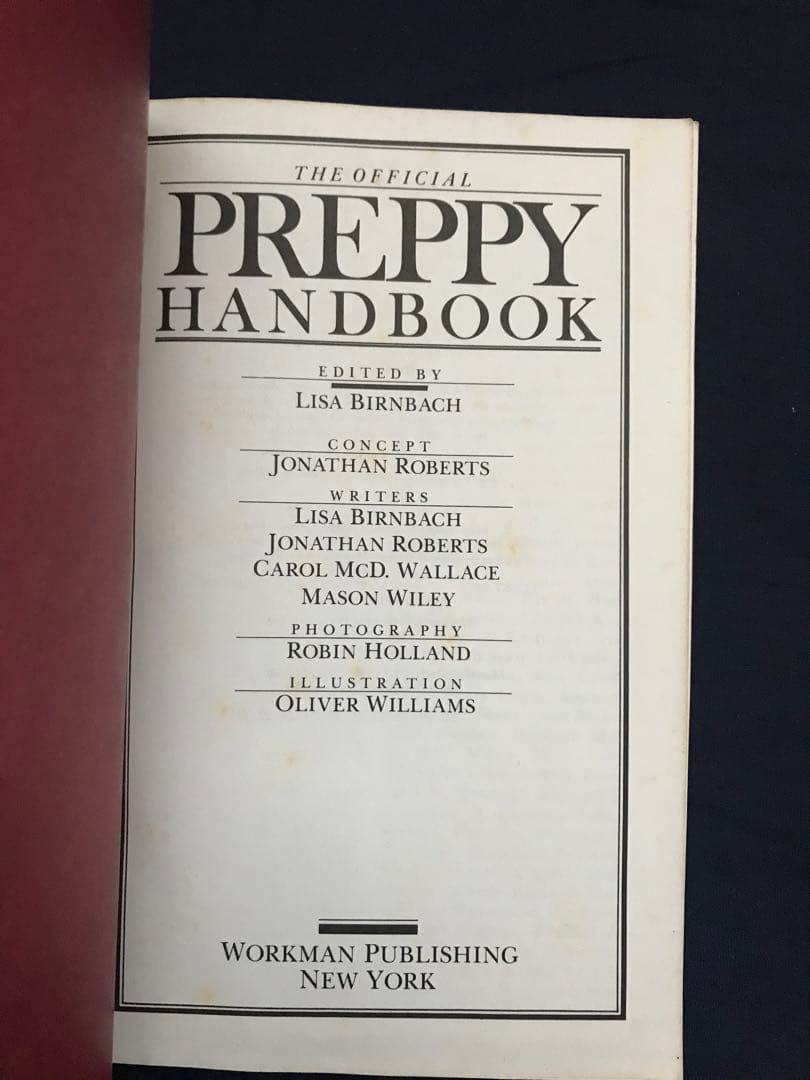 THE OFFICIAL
PREPPY
HANDBOOK
EDITED BY
LISA BIRNBACH
CONCEPT
JONATHAN ROBERTS
WRITERS
LISA BIRNBACH
JONATHAN ROBERTS
CAROL MCD. WALLACE
MASON WILEY
PHOTOGRAPHY
ROBIN HOLLAND
ILLUSTRATION
OLIVER WILLIAMS
WORKMAN PUBLISHING
NEW YORK